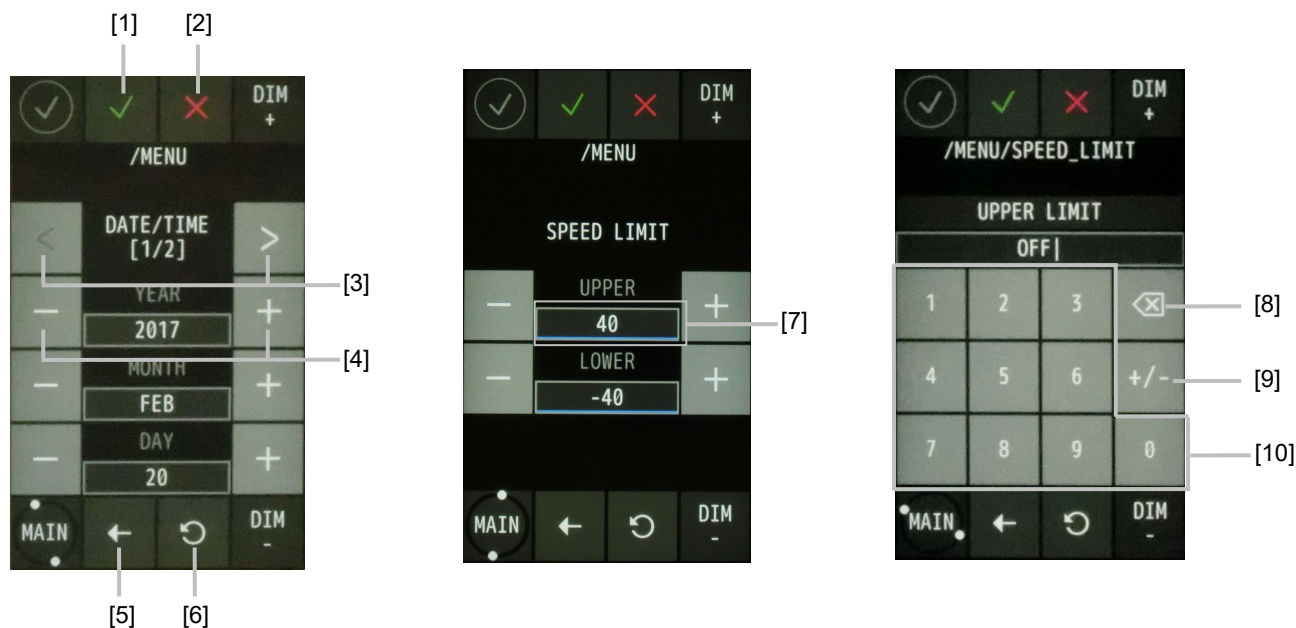 [1]
[2]
DIM
+
/MENU
<
DATE/TIME
[1/2]
>
[3]
−
YEAR
+
2017
[4]
−
MONTH
+
FEB
−
DAY
+
20
MAIN
DIM
-
[5]
[6]
DIM
+
/MENU
SPEED LIMIT
−
UPPER
+
40
[7]
−
LOWER
+
-40
MAIN
DIM
-
DIM
+
/MENU/SPEED_LIMIT
UPPER LIMIT
OFF|
1 2 3
[8]
4 5 6 +/-
[9]
7 8 9 0
[10]
MAIN
DIM
-